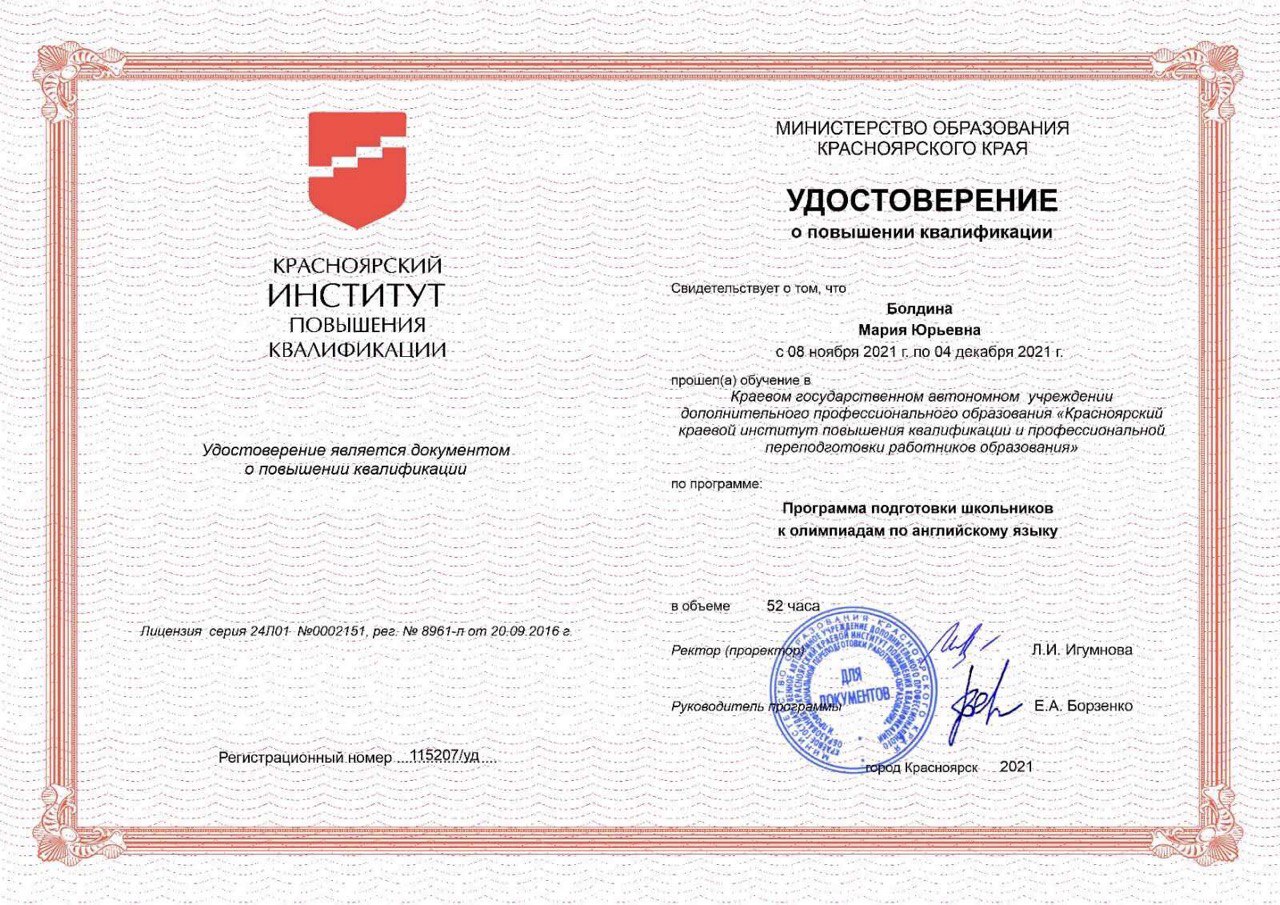 КРАСНОЯРСКИЙ
ИНСТИТУТ
ПОВЫШЕНИЯ
КВАЛИФИКАЦИИ
Удостоверение является документом
о повышении квалификации
Лицензия серия 24Л01 №0002151, рег. № 8961-л от 20.09.2016 г.
Регистрационный номер ....115207/уд....
МИНИСТЕРСТВО ОБРАЗОВАНИЯ
КРАСНОЯРСКОГО КРАЯ
УДОСТОВЕРЕНИЕ
о повышении квалификации
Свидетельствует о том, что
Болдина
Мария Юрьевна
с 08 ноября 2021 г. по 04 декабря 2021 г.
прошел(а) обучение в
Краевом государственном автономном учреждении
дополнительного профессионального образования «Красноярский
краевой институт повышения квалификации и профессиональной
переподготовки работников образования»
по программе:
Программа подготовки школьников
к олимпиадам по английскому языку
в объеме 52 часа
Ректор (проректор) Л.И. Игумнова
ДЛЯ
ДОКУМЕНТОВ
Руководитель программы Е.А. Борзенко
город Красноярск 2021